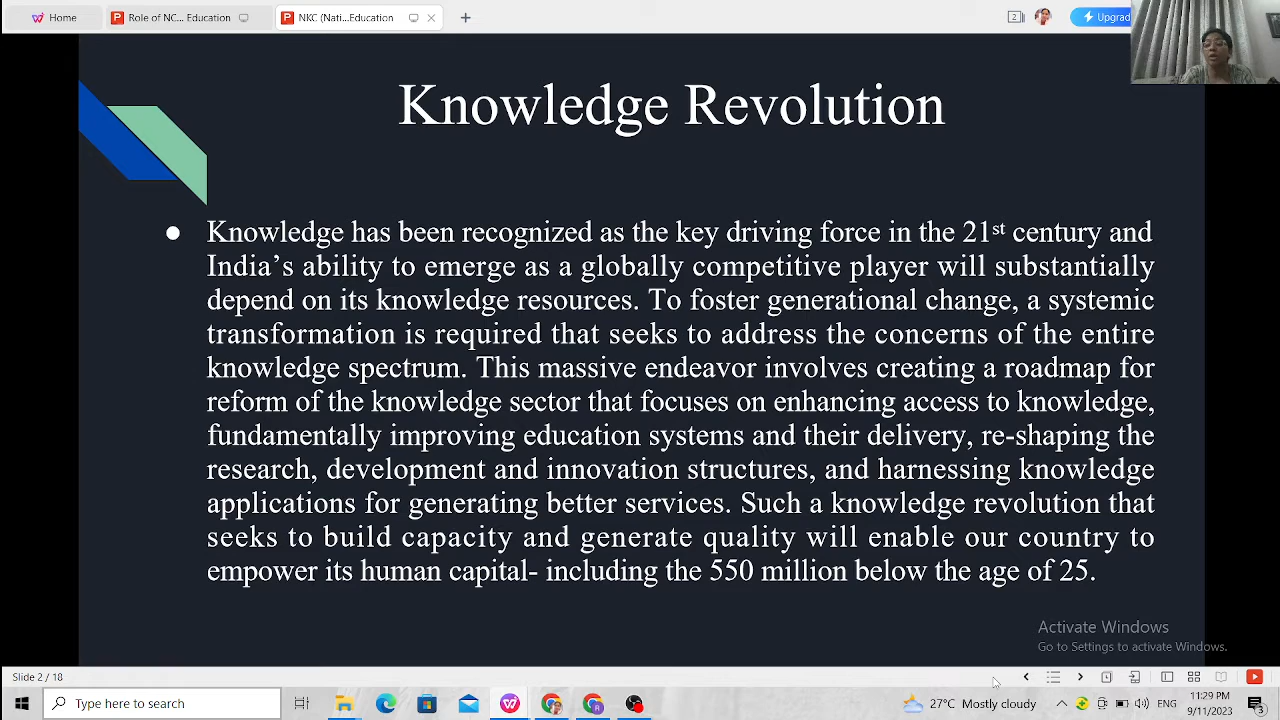 Home
Role of NC... Education
NKC (Nati...Education
2
Upgrad
Knowledge Revolution
Knowledge has been recognized as the key driving force in the 21st century and
India's ability to emerge as a globally competitive player will substantially
depend on its knowledge resources. To foster generational change, a systemic
transformation is required that seeks to address the concerns of the entire
knowledge spectrum. This massive endeavor involves creating a roadmap for
reform of the knowledge sector that focuses on enhancing access to knowledge,
fundamentally improving education systems and their delivery, re-shaping the
research, development and innovation structures, and harnessing knowledge
applications for generating better services. Such a knowledge revolution that
seeks to build capacity and generate quality will enable our country to
empower its human capital- including the 550 million below the age of 25.
Activate Windows
Go to Settings to activate Windows.
Slide 2 / 18
Type here to search
27°C Mostly cloudy
ENG
11:29 PM
9/11/2023
3